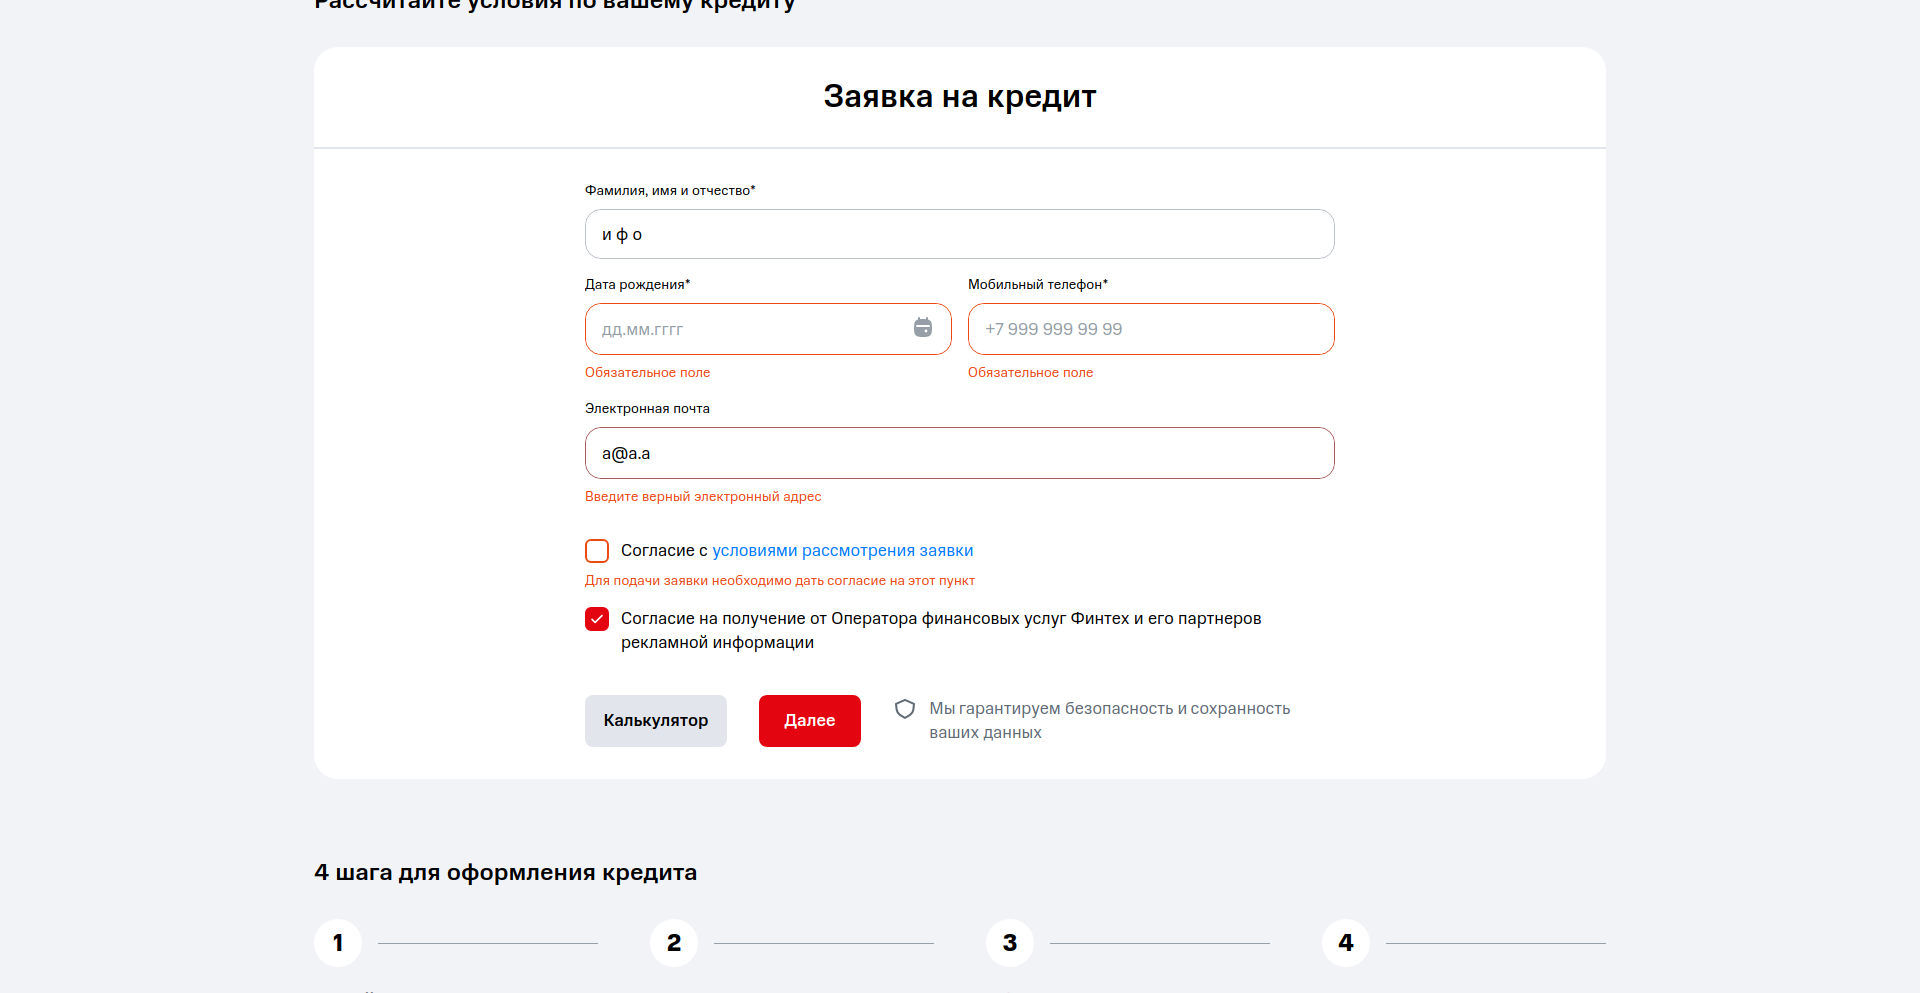 Рассчитайте условия по вашему кредиту
Заявка на кредит
Фамилия, имя и отчество*
и ф о
Дата рождения* Мобильный телефон*
дд.мм.гггг +7 999 999 99 99
Обязательное поле Обязательное поле
Электронная почта
a@a.a
Введите верный электронный адрес
Согласие с условиями рассмотрения заявки
Для подачи заявки необходимо дать согласие на этот пункт
Согласие на получение от Оператора финансовых услуг Финтех и его партнеров
рекламной информации
Калькулятор Далее Мы гарантируем безопасность и сохранность
ваших данных
4 шага для оформления кредита
1 2 3 4